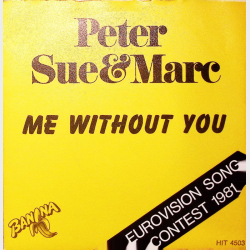 Peter
Sue&Marc
ME WITHOUT YOU
BANANA
EUROVISION SONG
CONTEST 1981
HIT 4503